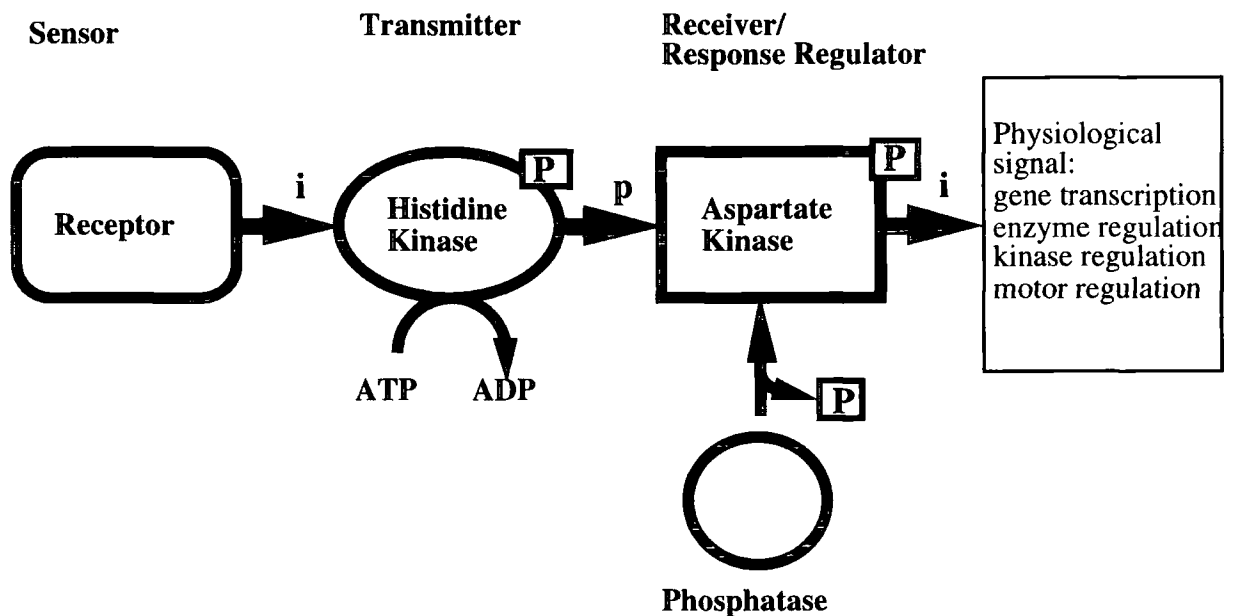 Sensor
Transmitter
Receiver/
Response Regulator
Receptor
i
Histidine
Kinase
P
p
Aspartate
Kinase
P
i
Physiological
signal:
gene transcription
enzyme regulation
kinase regulation
motor regulation
ATP
ADP
P
Phosphatase